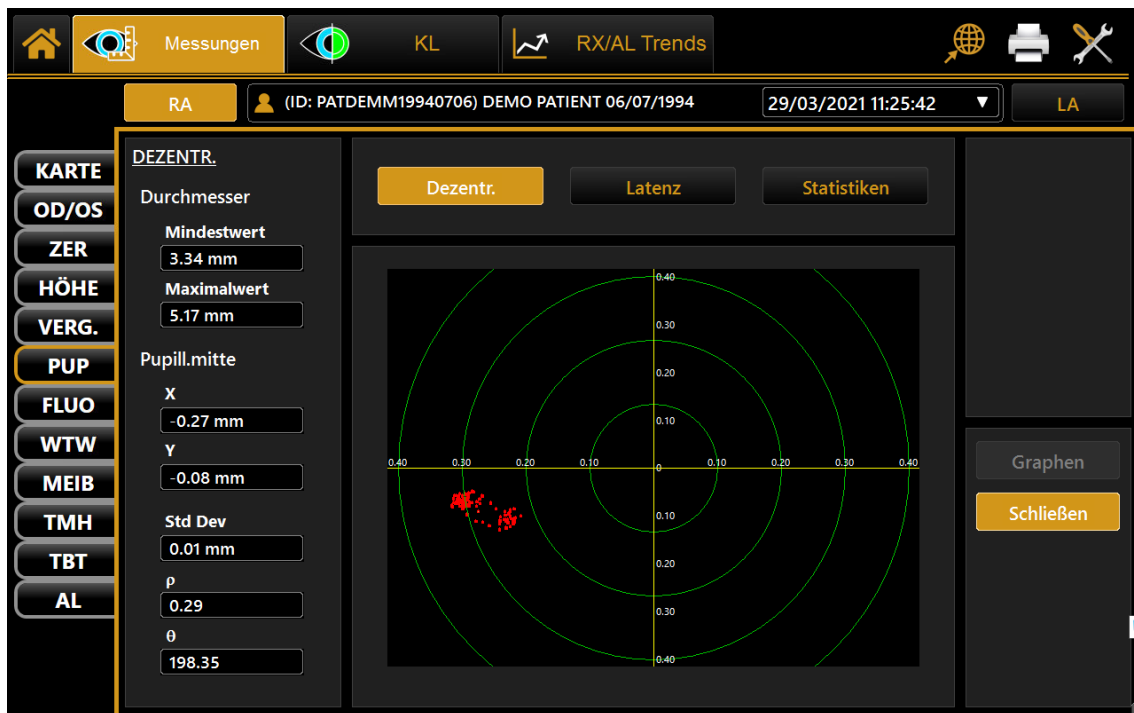 Messungen
KL
RX/AL Trends
RA
(ID: PATDEMM19940706) DEMO PATIENT 06/07/1994
29/03/2021 11:25:42
LA
KARTE
OD/OS
ZER
HÖHE
VERG.
PUP
FLUO
WTW
MEIB
TMH
TBT
AL
DEZENTR.
Durchmesser
Mindestwert
3.34 mm
Maximalwert
5.17 mm
Pupill.mitte
X
-0.27 mm
Y
-0.08 mm
Std Dev
0.01 mm
ρ
0.29
θ
198.35
Dezentr.
Latenz
Statistiken
0.40
0.30
0.20
0.10
0.40 0.30 0.20 0.10 0 0.10 0.20 0.30 0.40
0.10
0.20
0.30
0.40
Graphen
Schließen